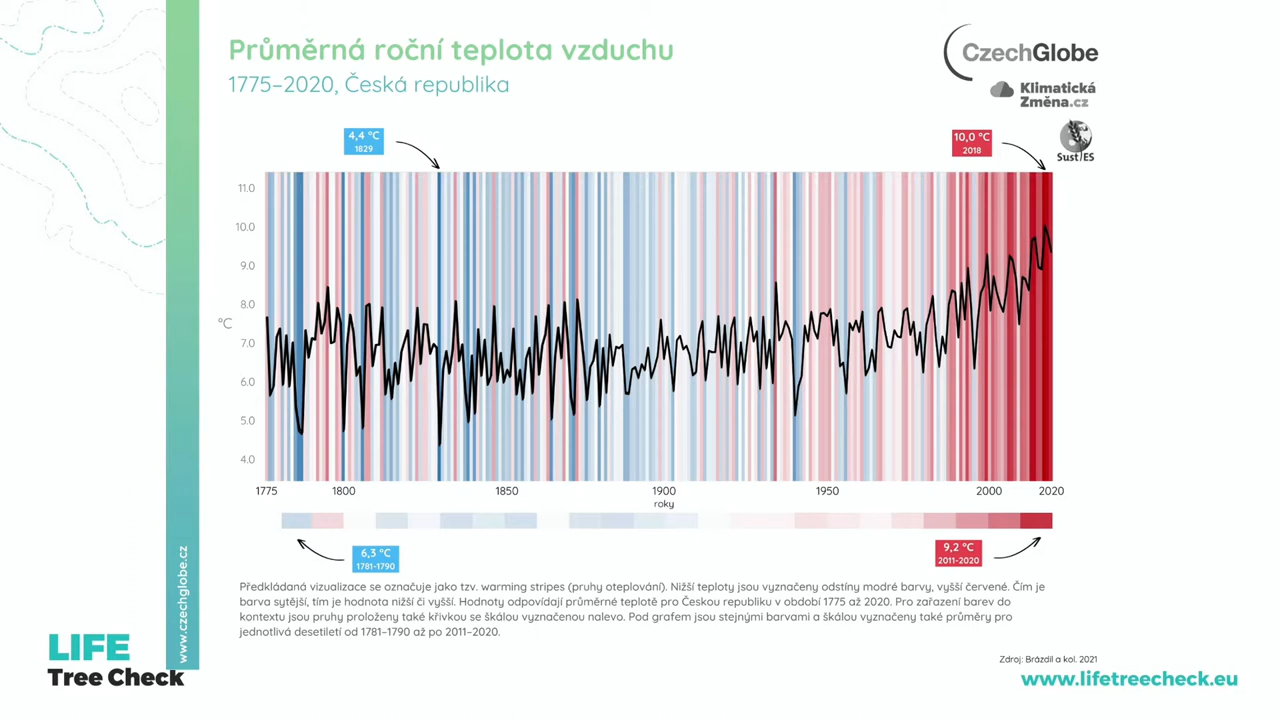 Průměrná roční teplota vzduchu
1775–2020, Česká republika
CzechGlobe
Klimatická
Změna.cz
SustES
4,4 °C
1829
10,0 °C
2018
11.0
10.0
9.0
8.0
°C
7.0
6.0
5.0
4.0
1775 1800 1850 1900 1950 2000 2020
roky
6,3 °C
1781-1790
9,2 °C
2011-2020
Předkládaná vizualizace se označuje jako tzv. warming stripes (pruhy oteplování). Nižší teploty jsou vyznačeny odstíny modré barvy, vyšší červené. Čím je
barva sytější, tím je hodnota nižší či vyšší. Hodnoty odpovídají průměrné teplotě pro Českou republiku v období 1775 až 2020. Pro zařazení barev do
kontextu jsou pruhy proloženy také křivkou se škálou vyznačenou nalevo. Pod grafem jsou stejnými barvami a škálou vyznačeny také průměry pro
jednotlivá desetiletí od 1781–1790 až po 2011–2020.
www.czechglobe.cz
LIFE
Tree Check
Zdroj: Brázdil a kol. 2021
www.lifetreecheck.eu